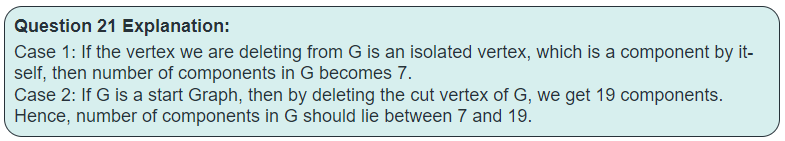 Question 21 Explanation:
Case 1: If the vertex we are deleting from G is an isolated vertex, which is a component by it-
self, then number of components in G becomes 7.
Case 2: If G is a start Graph, then by deleting the cut vertex of G, we get 19 components.
Hence, number of components in G should lie between 7 and 19.